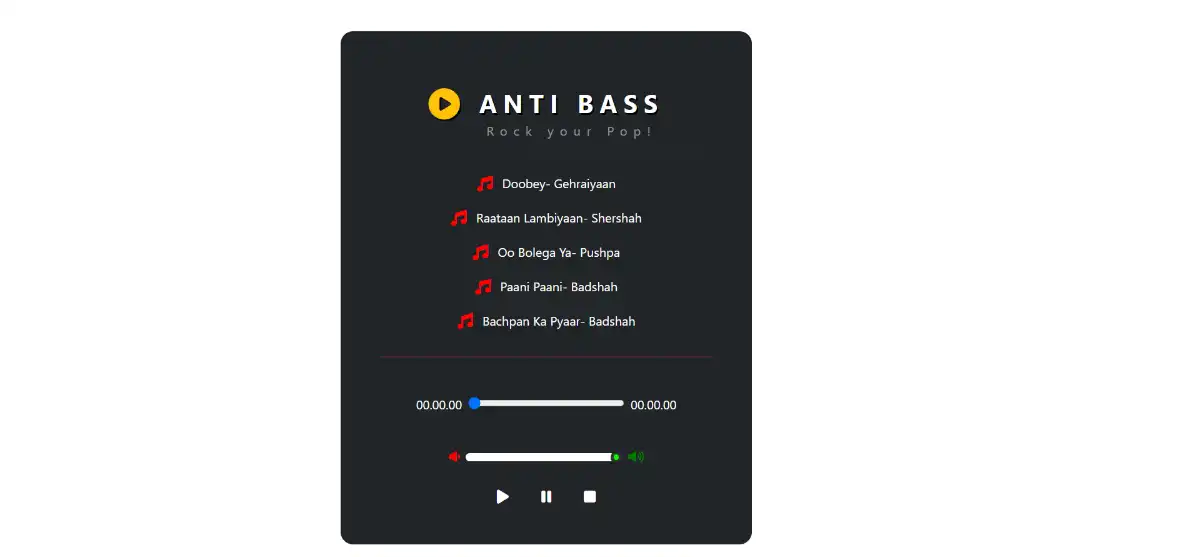 ANTI BASS
Rock your Pop!
Doobey- Gehraiyaan
Raataan Lambiyaan- Shershah
Oo Bolega Ya- Pushpa
Paani Paani- Badshah
Bachpan Ka Pyaar- Badshah
00.00.00 00.00.00